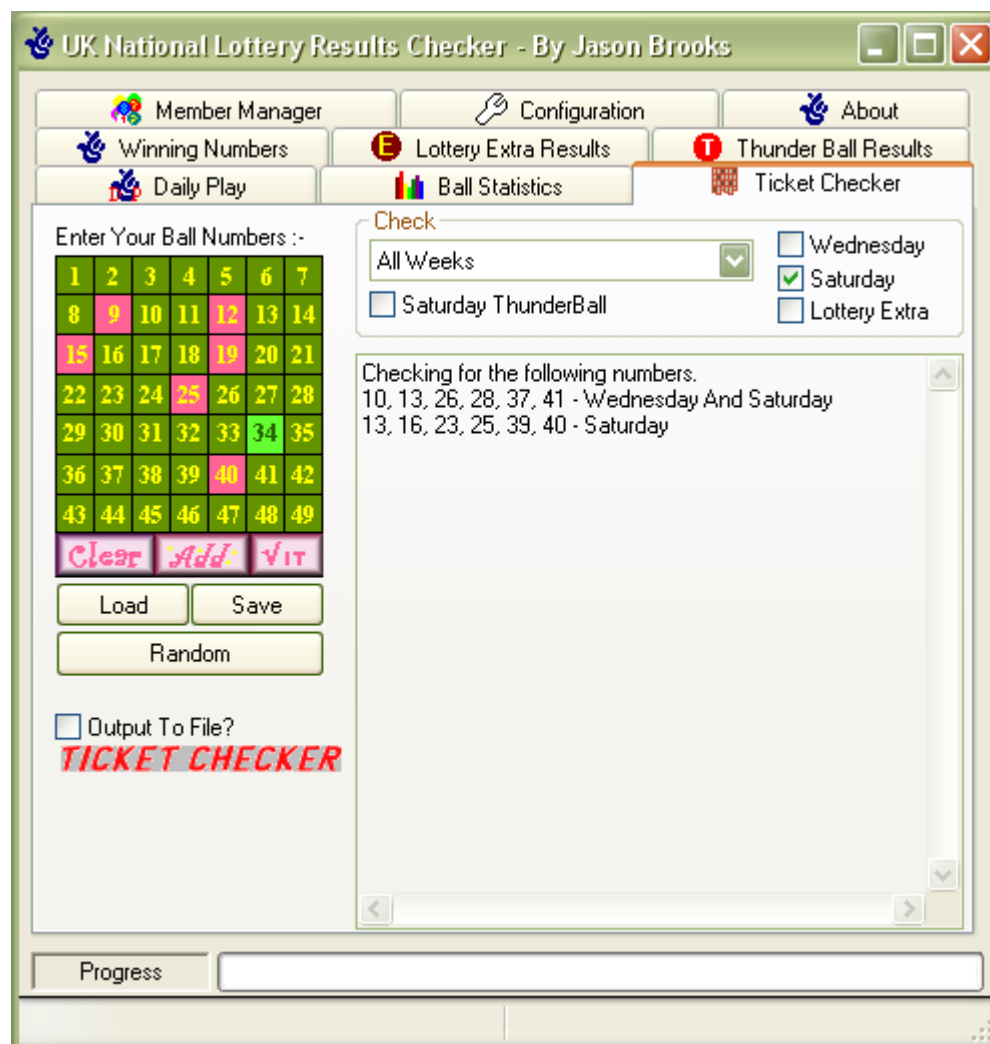 UK National Lottery Results Checker - By Jason Brooks
Member Manager
Configuration
About
Winning Numbers
E Lottery Extra Results
T Thunder Ball Results
Daily Play
Ball Statistics
Ticket Checker
Enter Your Ball Numbers :-
1 2 3 4 5 6 7
8 9 10 11 12 13 14
15 16 17 18 19 20 21
22 23 24 25 26 27 28
29 30 31 32 33 34 35
36 37 38 39 40 41 42
43 44 45 46 47 48 49
Clear Add √IT
Load Save
Random
Output To File?
TICKET CHECKER
Check
All Weeks
Saturday ThunderBall
Wednesday
Saturday
Lottery Extra
Checking for the following numbers.
10, 13, 26, 28, 37, 41 - Wednesday And Saturday
13, 16, 23, 25, 39, 40 - Saturday
Progress